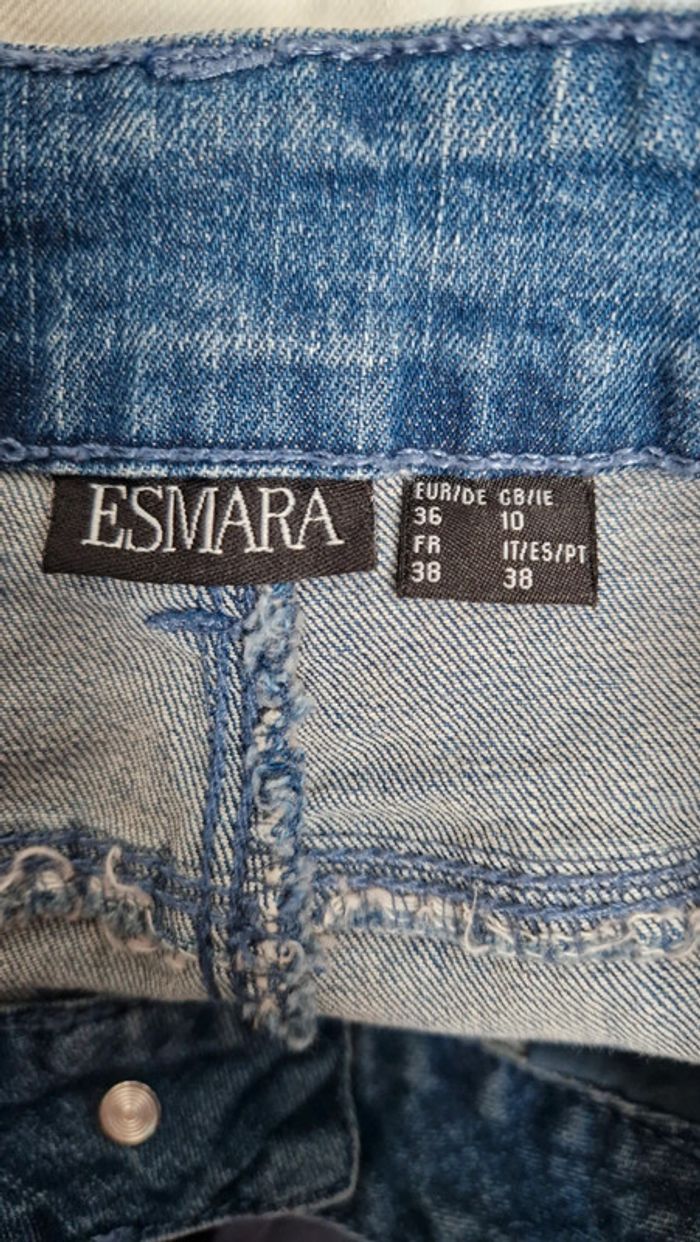 ESMARA
EUR/DE GB/IE
36 10
FR IT/ES/PT
38 38